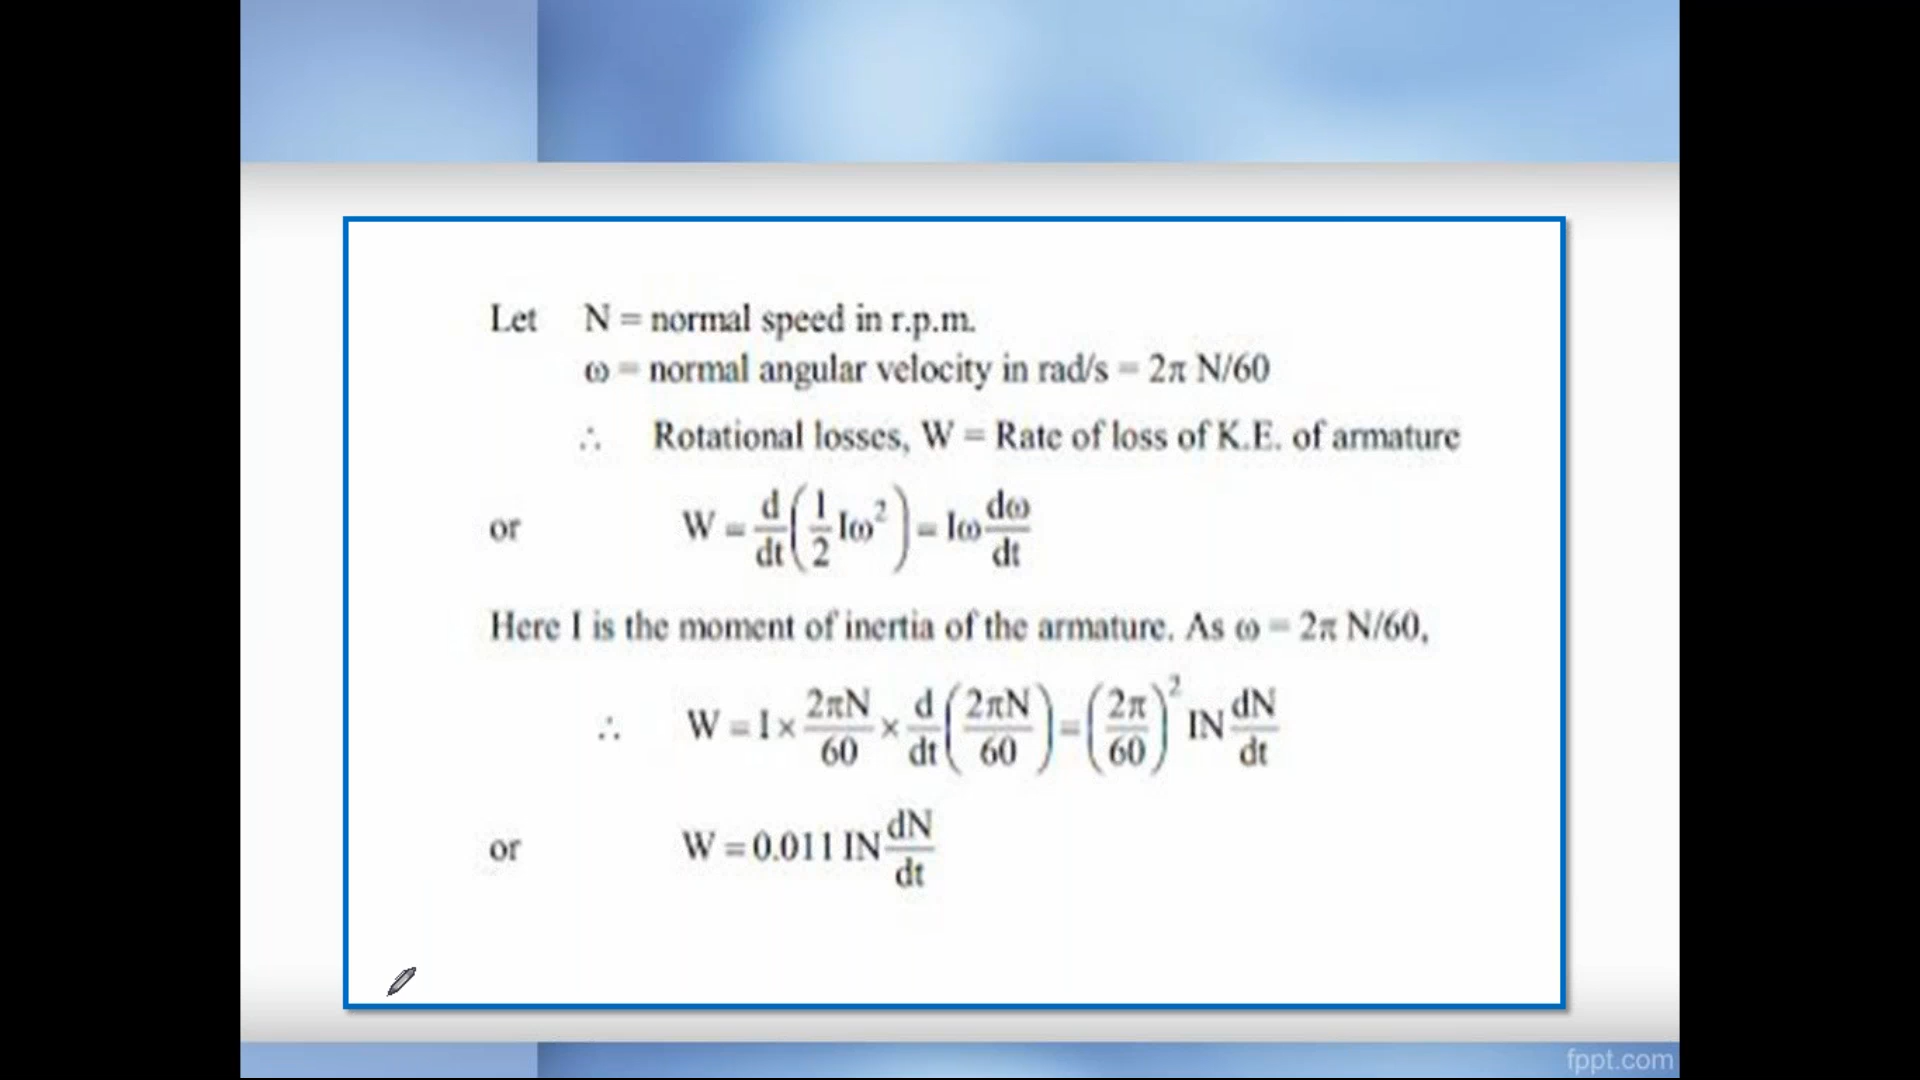 Let N = normal speed in r.p.m.
ω = normal angular velocity in rad/s = 2π N/60
∴ Rotational losses, W = Rate of loss of K.E. of armature
or W = d/dt(1/2 Iω²) = Iω dω/dt
Here I is the moment of inertia of the armature. As ω = 2π N/60,
∴ W = I × 2πN/60 × d/dt(2πN/60) = (2π/60)² IN dN/dt
or W = 0.011 IN dN/dt
fppt.com